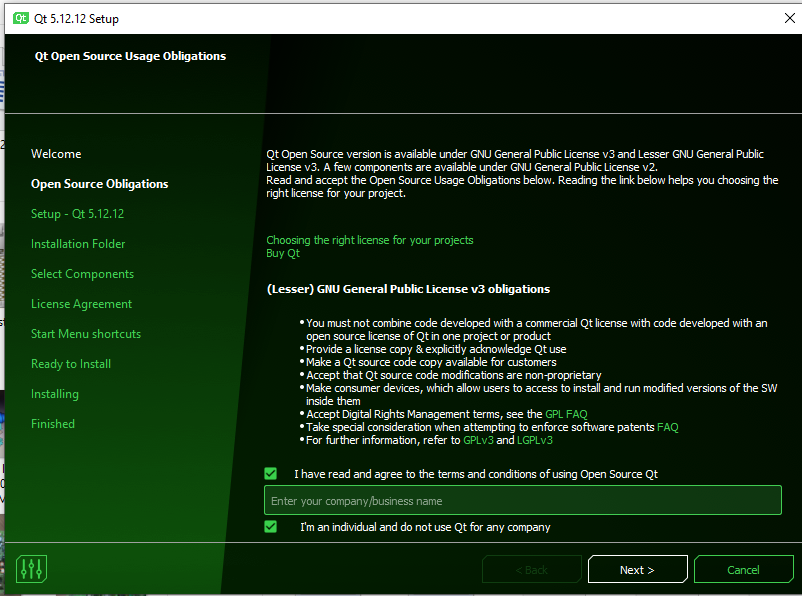 Qt Qt 5.12.12 Setup
Qt Open Source Usage Obligations
Welcome
Open Source Obligations
Setup - Qt 5.12.12
Installation Folder
Select Components
License Agreement
Start Menu shortcuts
Ready to Install
Installing
Finished
Qt Open Source version is available under GNU General Public License v3 and Lesser GNU General Public
License v3. A few components are available under GNU General Public License v2.
Read and accept the Open Source Usage Obligations below. Reading the link below helps you choosing the
right license for your project.
Choosing the right license for your projects
Buy Qt
(Lesser) GNU General Public License v3 obligations
•You must not combine code developed with a commercial Qt license with code developed with an
open source license of Qt in one project or product
•Provide a license copy & explicitly acknowledge Qt use
•Make a Qt source code copy available for customers
•Accept that Qt source code modifications are non-proprietary
•Make consumer devices, which allow users to access to install and run modified versions of the SW
inside them
•Accept Digital Rights Management terms, see the GPL FAQ
•Take special consideration when attempting to enforce software patents FAQ
•For further information, refer to GPLv3 and LGPLv3
I have read and agree to the terms and conditions of using Open Source Qt
Enter your company/business name
I'm an individual and do not use Qt for any company
< Back
Next >
Cancel